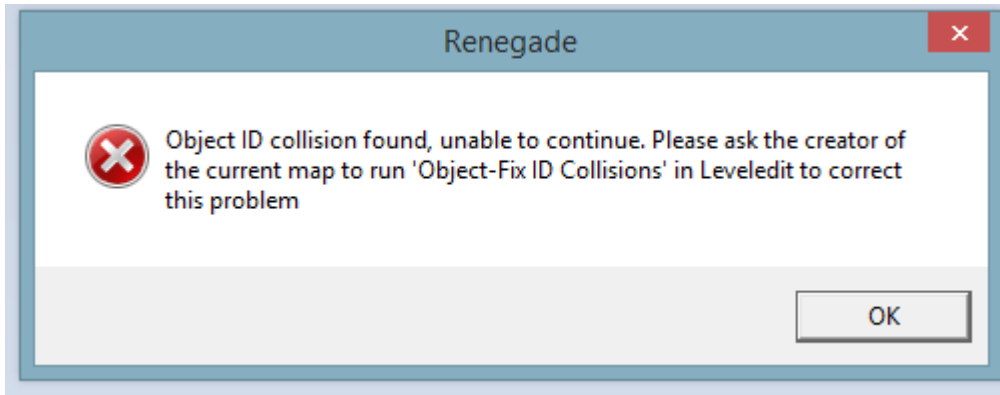 Renegade
Object ID collision found, unable to continue. Please ask the creator of
the current map to run 'Object-Fix ID Collisions' in Leveledit to correct
this problem
OK